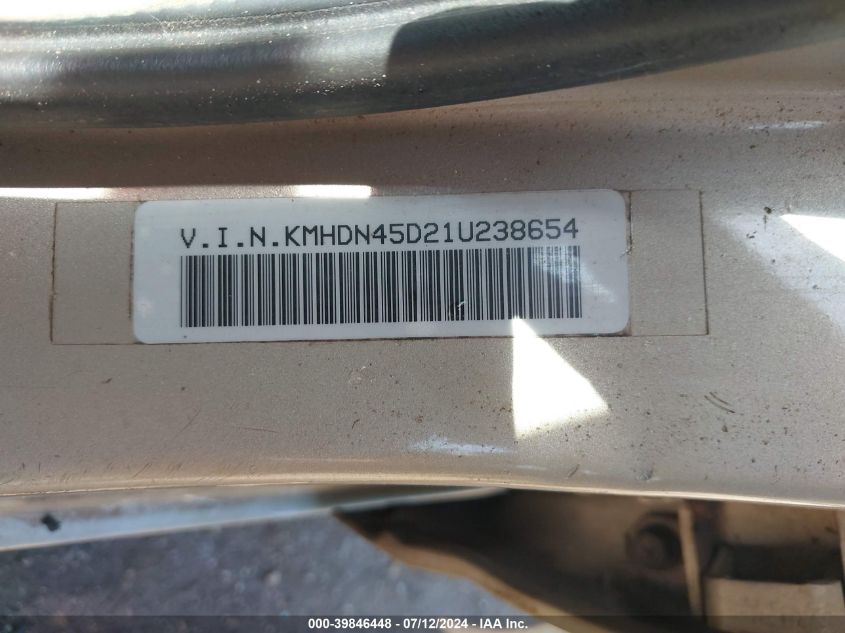 V.I.N.KMHDN45D21U238654
000-39846448 - 07/12/2024 - IAA Inc.